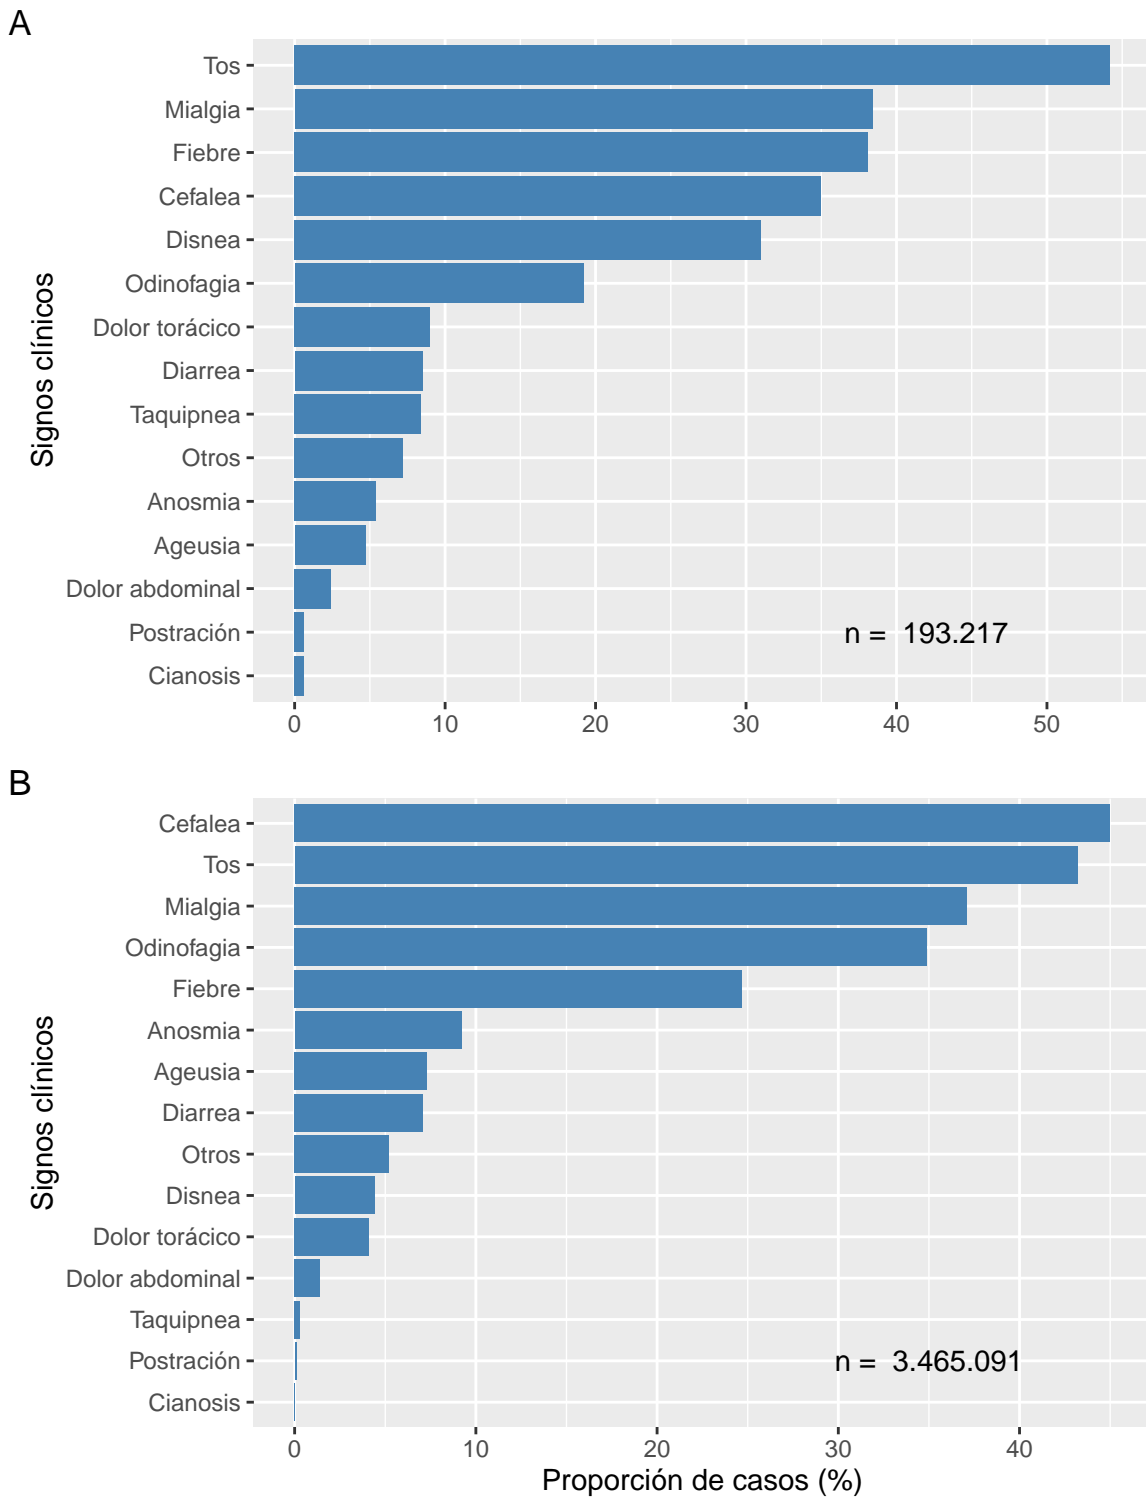 A
Signos clínicos
Tos
Mialgia
Fiebre
Cefalea
Disnea
Odinofagia
Dolor torácico
Diarrea
Taquipnea
Otros
Anosmia
Ageusia
Dolor abdominal
Postración
Cianosis
n = 193.217
0 10 20 30 40 50
B
Signos clínicos
Cefalea
Tos
Mialgia
Odinofagia
Fiebre
Anosmia
Ageusia
Diarrea
Otros
Disnea
Dolor torácico
Dolor abdominal
Taquipnea
Postración
Cianosis
n = 3.465.091
0 10 20 30 40
Proporción de casos (%)